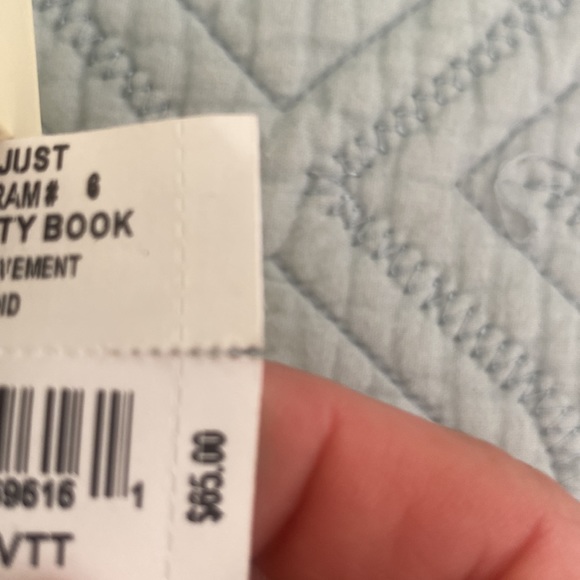 JUST
RAM# 6
TY BOOK
VEMENT
ND
69616 1
$65.00
VTT